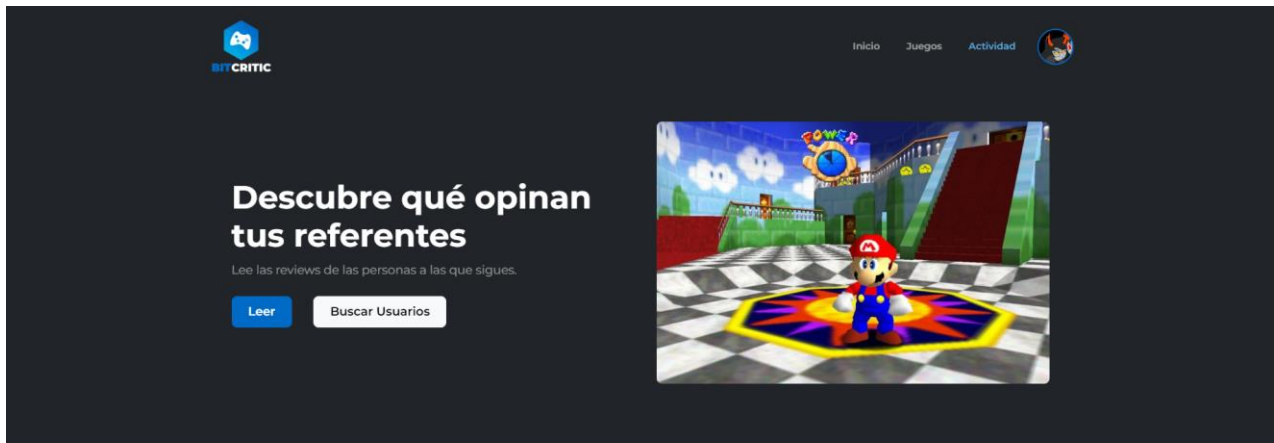 BITCRITIC
Inicio Juegos Actividad
POWER
Descubre qué opinan
tus referentes
Lee las reviews de las personas a las que sigues.
Leer Buscar Usuarios
M